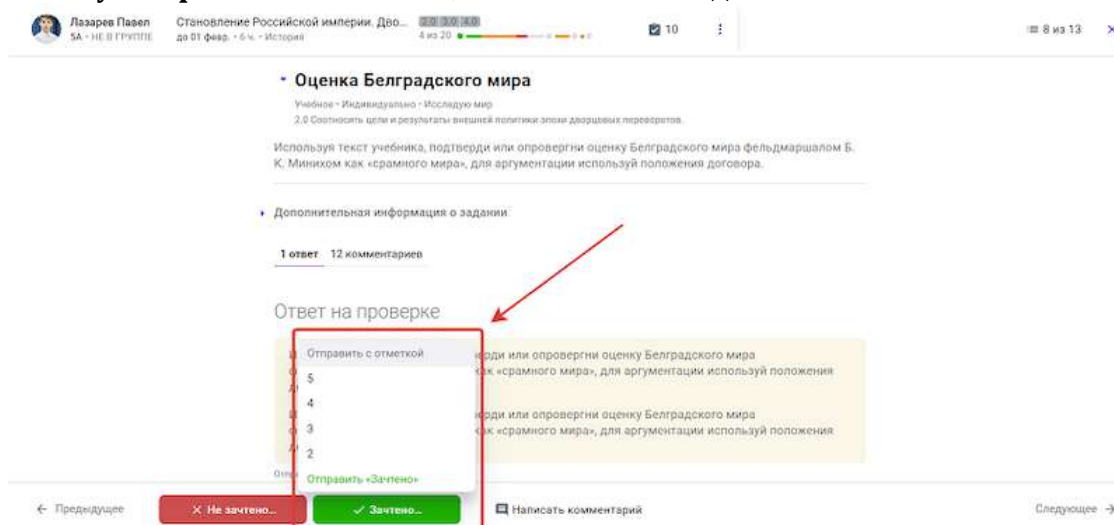 Лазарев Павел
5А • НЕ В ГРУППЕ
Становление Российской империи. Дво...
до 01 февр. • 6 ч. • История
2.0 3.0 4.0
4 из 20
10
8 из 13
Оценка Белградского мира
Учебное • Индивидуально • Исследую мир
2.0 Соотносить цели и результаты внешней политики эпохи дворцовых переворотов.
Используя текст учебника, подтверди или опровергни оценку Белградского мира фельдмаршалом Б.
К. Минихом как «срамного мира», для аргументации используй положения договора.
Дополнительная информация о задании
1 ответ 12 комментариев
Ответ на проверке
Отправить с отметкой
ерди или опровергни оценку Белградского мира
как «срамного мира», для аргументации используй положения
5
4
ерди или опровергни оценку Белградского мира
3
как «срамного мира», для аргументации используй положения
2
Отправить «Зачтено»
← Предыдущее
✕ Не зачтено...
✓ Зачтено...
Написать комментарий
Следующее →